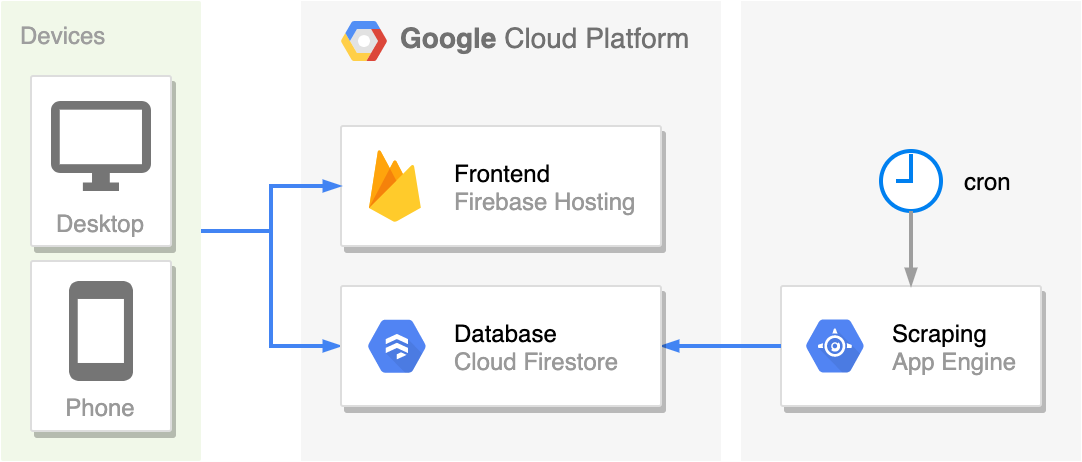 Devices
Desktop
Phone
Google Cloud Platform
Frontend
Firebase Hosting
Database
Cloud Firestore
cron
Scraping
App Engine